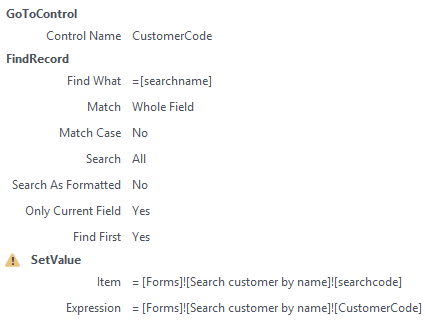 GoToControl
Control Name CustomerCode
FindRecord
Find What =[searchname]
Match Whole Field
Match Case No
Search All
Search As Formatted No
Only Current Field Yes
Find First Yes
SetValue
Item = [Forms]![Search customer by name]![searchcode]
Expression = [Forms]![Search customer by name]![CustomerCode]